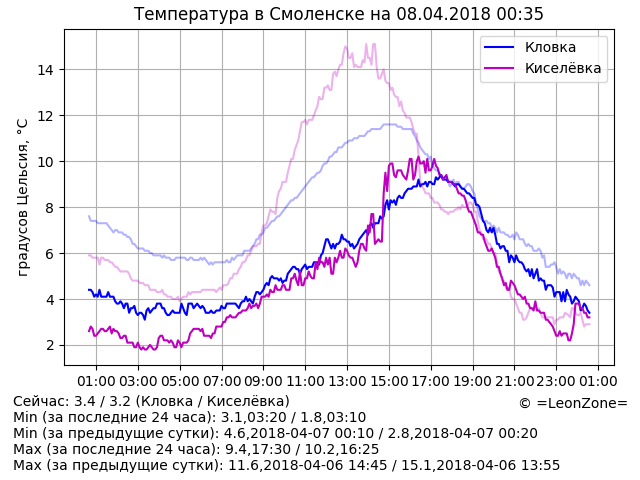 Температура в Смоленске на 08.04.2018 00:35
градусов Цельсия, °C
14
12
10
8
6
4
2
Кловка
Киселёвка
01:00 03:00 05:00 07:00 09:00 11:00 13:00 15:00 17:00 19:00 21:00 23:00 01:00
Сейчас: 3.4 / 3.2 (Кловка / Киселёвка)
© =LeonZone=
Min (за последние 24 часа): 3.1,03:20 / 1.8,03:10
Min (за предыдущие сутки): 4.6,2018-04-07 00:10 / 2.8,2018-04-07 00:20
Max (за последние 24 часа): 9.4,17:30 / 10.2,16:25
Max (за предыдущие сутки): 11.6,2018-04-06 14:45 / 15.1,2018-04-06 13:55